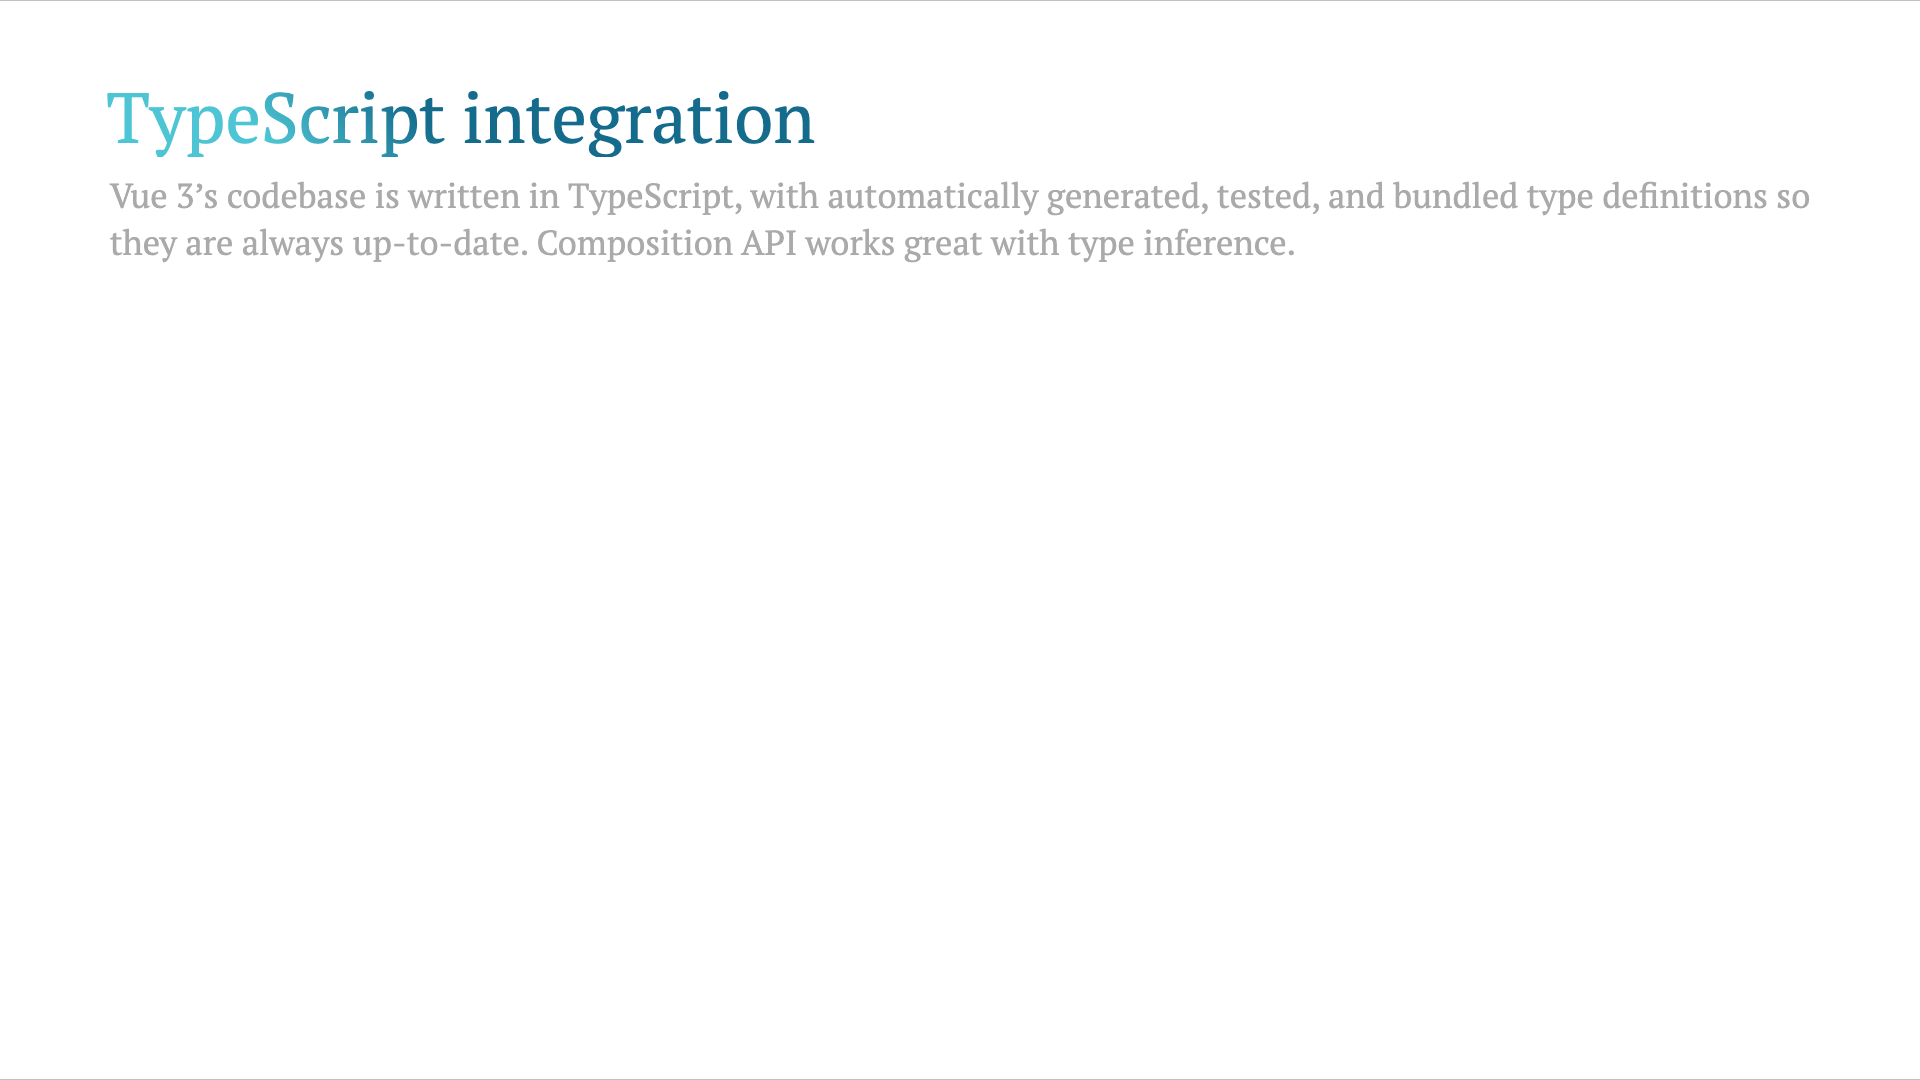 TypeScript integration
Vue 3’s codebase is written in TypeScript, with automatically generated, tested, and bundled type definitions so
they are always up-to-date. Composition API works great with type inference.